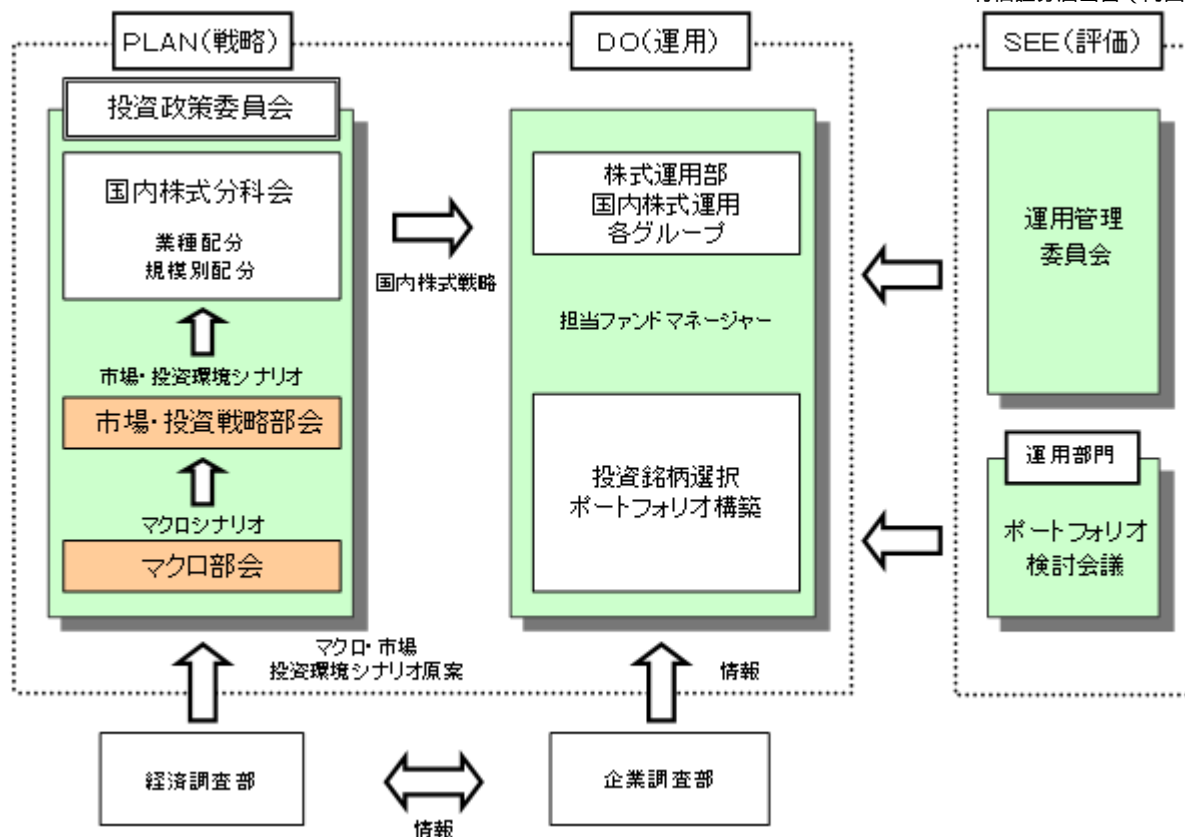 PLAN(戦略)
DO(運用)
SEE(評価)
投資政策委員会
国内株式分科会
業種配分
規模別配分
市場・投資環境シナリオ
市場・投資戦略部会
マクロシナリオ
マクロ部会
国内株式戦略
株式運用部
国内株式運用
各グループ
担当ファンドマネージャー
投資銘柄選択
ポートフォリオ構築
運用管理
委員会
運用部門
ポートフォリオ
検討会議
マクロ・市場
投資環境シナリオ原案
情報
経済調査部
企業調査部
情報